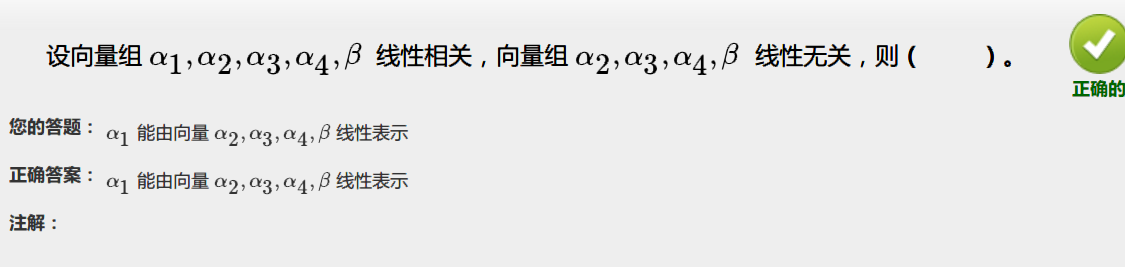 设向量组 α1,α2,α3,α4,β 线性相关，向量组 α2,α3,α4,β 线性无关，则 (   )。
正确的
您的答题： α1 能由向量 α2,α3,α4,β 线性表示
正确答案： α1 能由向量 α2,α3,α4,β 线性表示
注解：